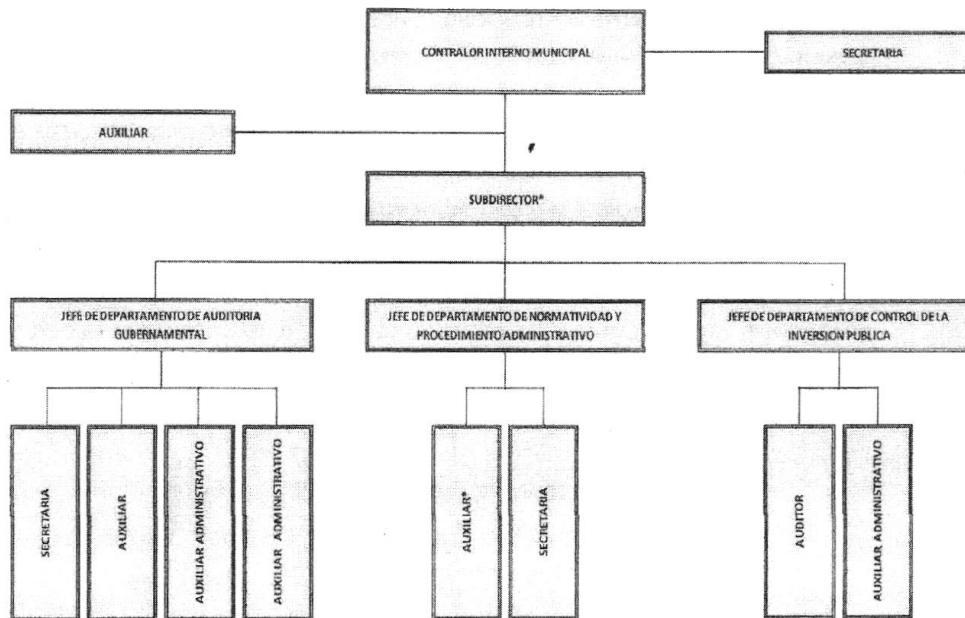 CONTRALOR INTERNO MUNICIPAL
SECRETARIA
AUXILIAR
SUBDIRECTOR*
JEFE DE DEPARTAMENTO DE AUDITORIA
GUBERNAMENTAL
JEFE DE DEPARTAMENTO DE NORMATIVIDAD Y
PROCEDIMIENTO ADMINISTRATIVO
JEFE DE DEPARTAMENTO DE CONTROL DE LA
INVERSION PUBLICA
SECRETARIA
AUXILIAR
AUXILIAR ADMINISTRATIVO
AUXILIAR ADMINISTRATIVO
AUXILIAR*
SECRETARIA
AUDITOR
AUXILIAR ADMINISTRATIVO